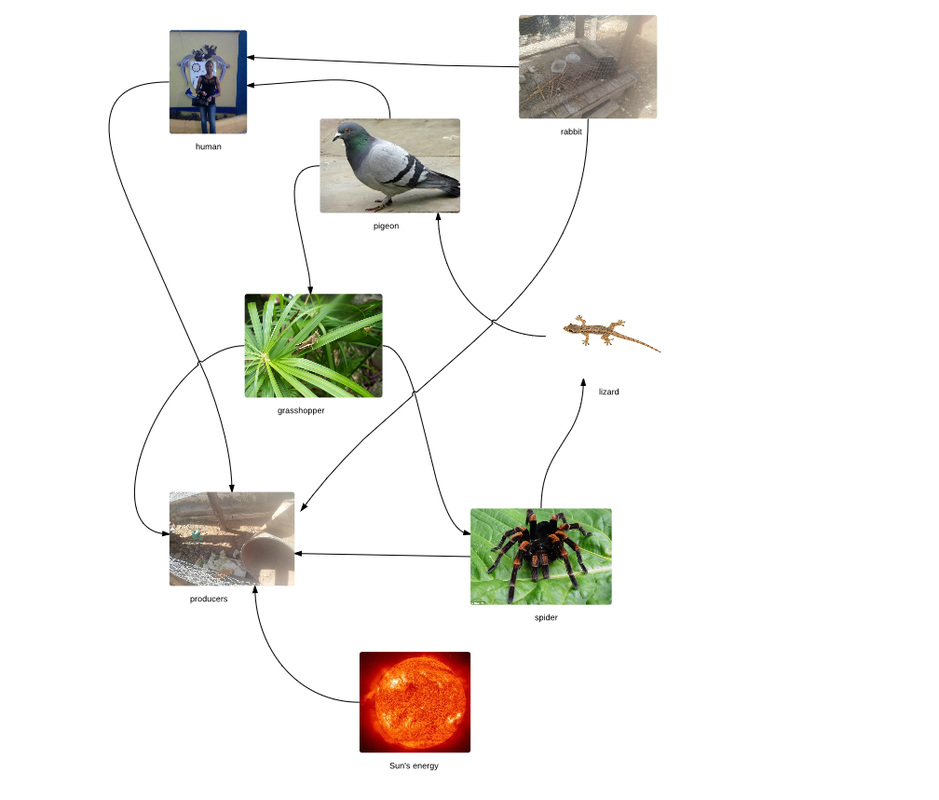 human
rabbit
pigeon
lizard
grasshopper
producers
spider
Sun's energy